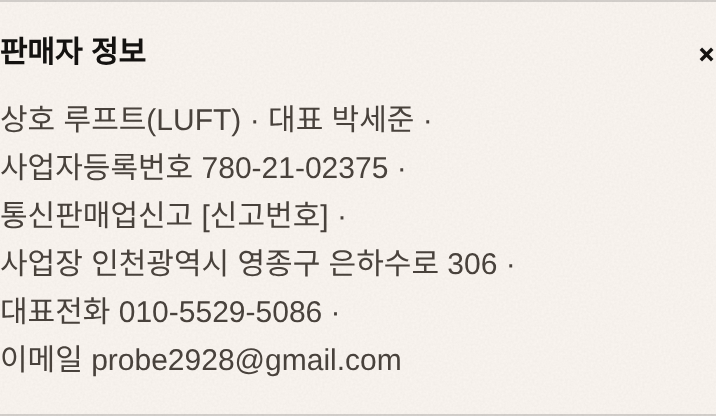 판매자 정보 ×
상호 루프트(LUFT) · 대표 박세준 ·
사업자등록번호 780-21-02375 ·
통신판매업신고 [신고번호] ·
사업장 인천광역시 영종구 은하수로 306 ·
대표전화 010-5529-5086 ·
이메일 probe2928@gmail.com